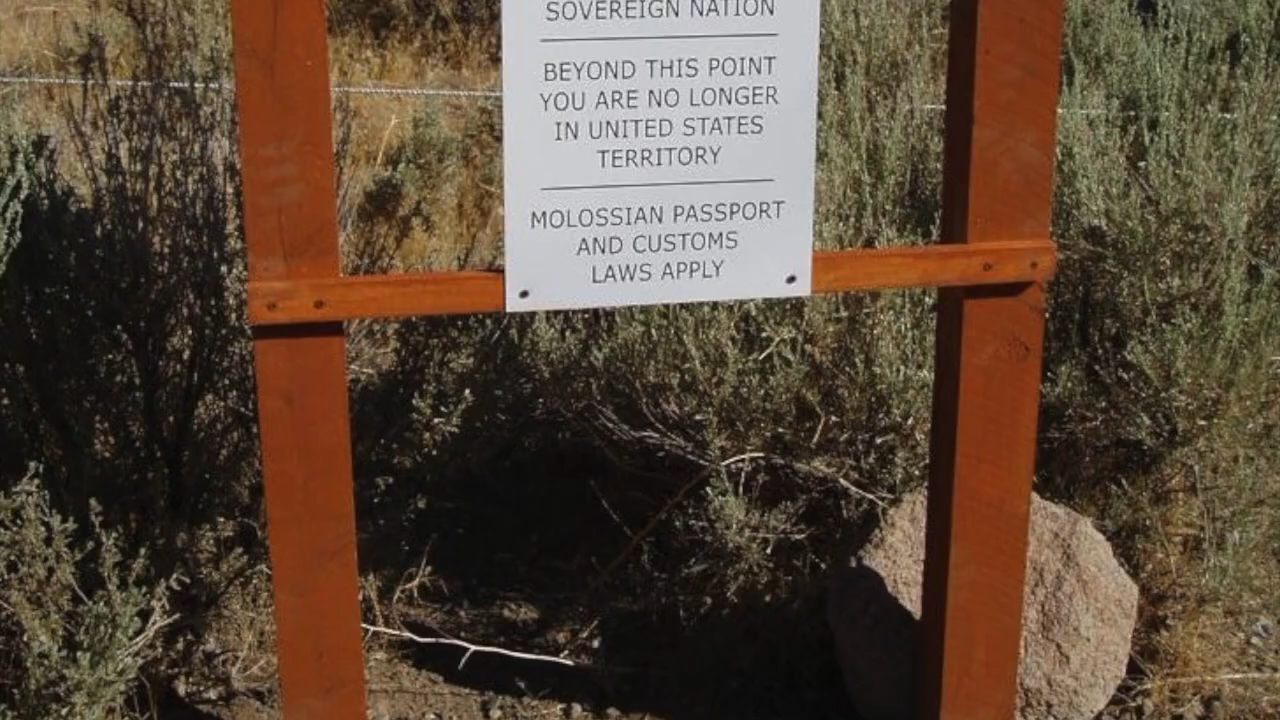 SOVEREIGN NATION
BEYOND THIS POINT
YOU ARE NO LONGER
IN UNITED STATES
TERRITORY
MOLOSSIAN PASSPORT
AND CUSTOMS
LAWS APPLY